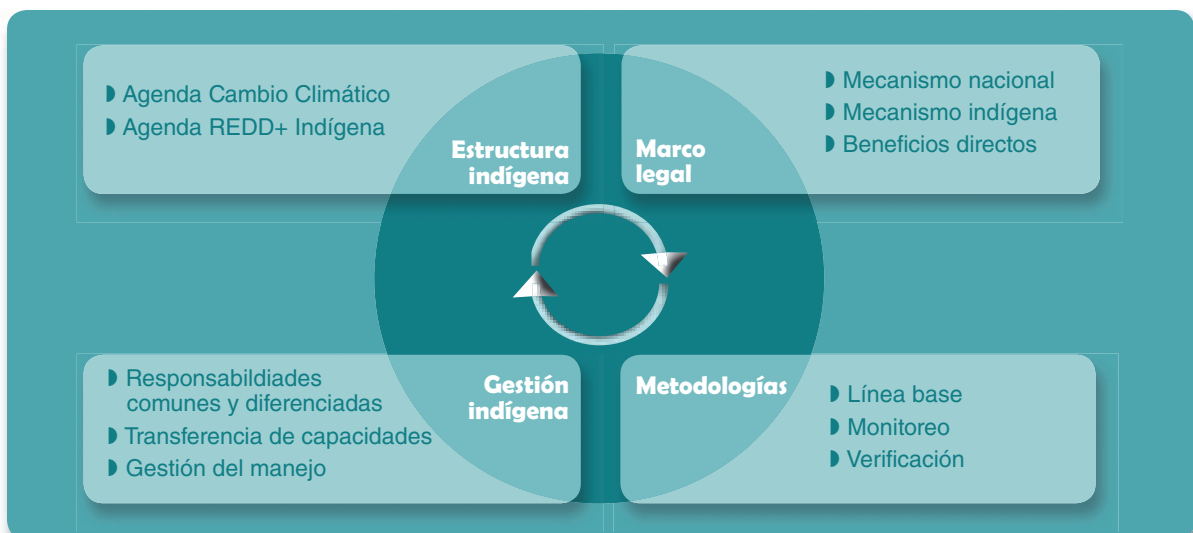 ◗ Agenda Cambio Climático
◗ Agenda REDD+ Indígena
Estructura
indígena
◗ Mecanismo nacional
◗ Mecanismo indígena
◗ Beneficios directos
Marco
legal
◗ Responsabildiades
comunes y diferenciadas
◗ Transferencia de capacidades
◗ Gestión del manejo
Gestión
indígena
Metodologías
◗ Línea base
◗ Monitoreo
◗ Verificación